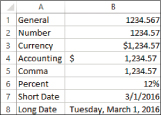 A B
1 General 1234.567
2 Number 1234.57
3 Currency $1,234.57
4 Accounting $ 1,234.57
5 Comma 1,234.57
6 Percent 12%
7 Short Date 3/1/2016
8 Long Date Tuesday, March 1, 2016